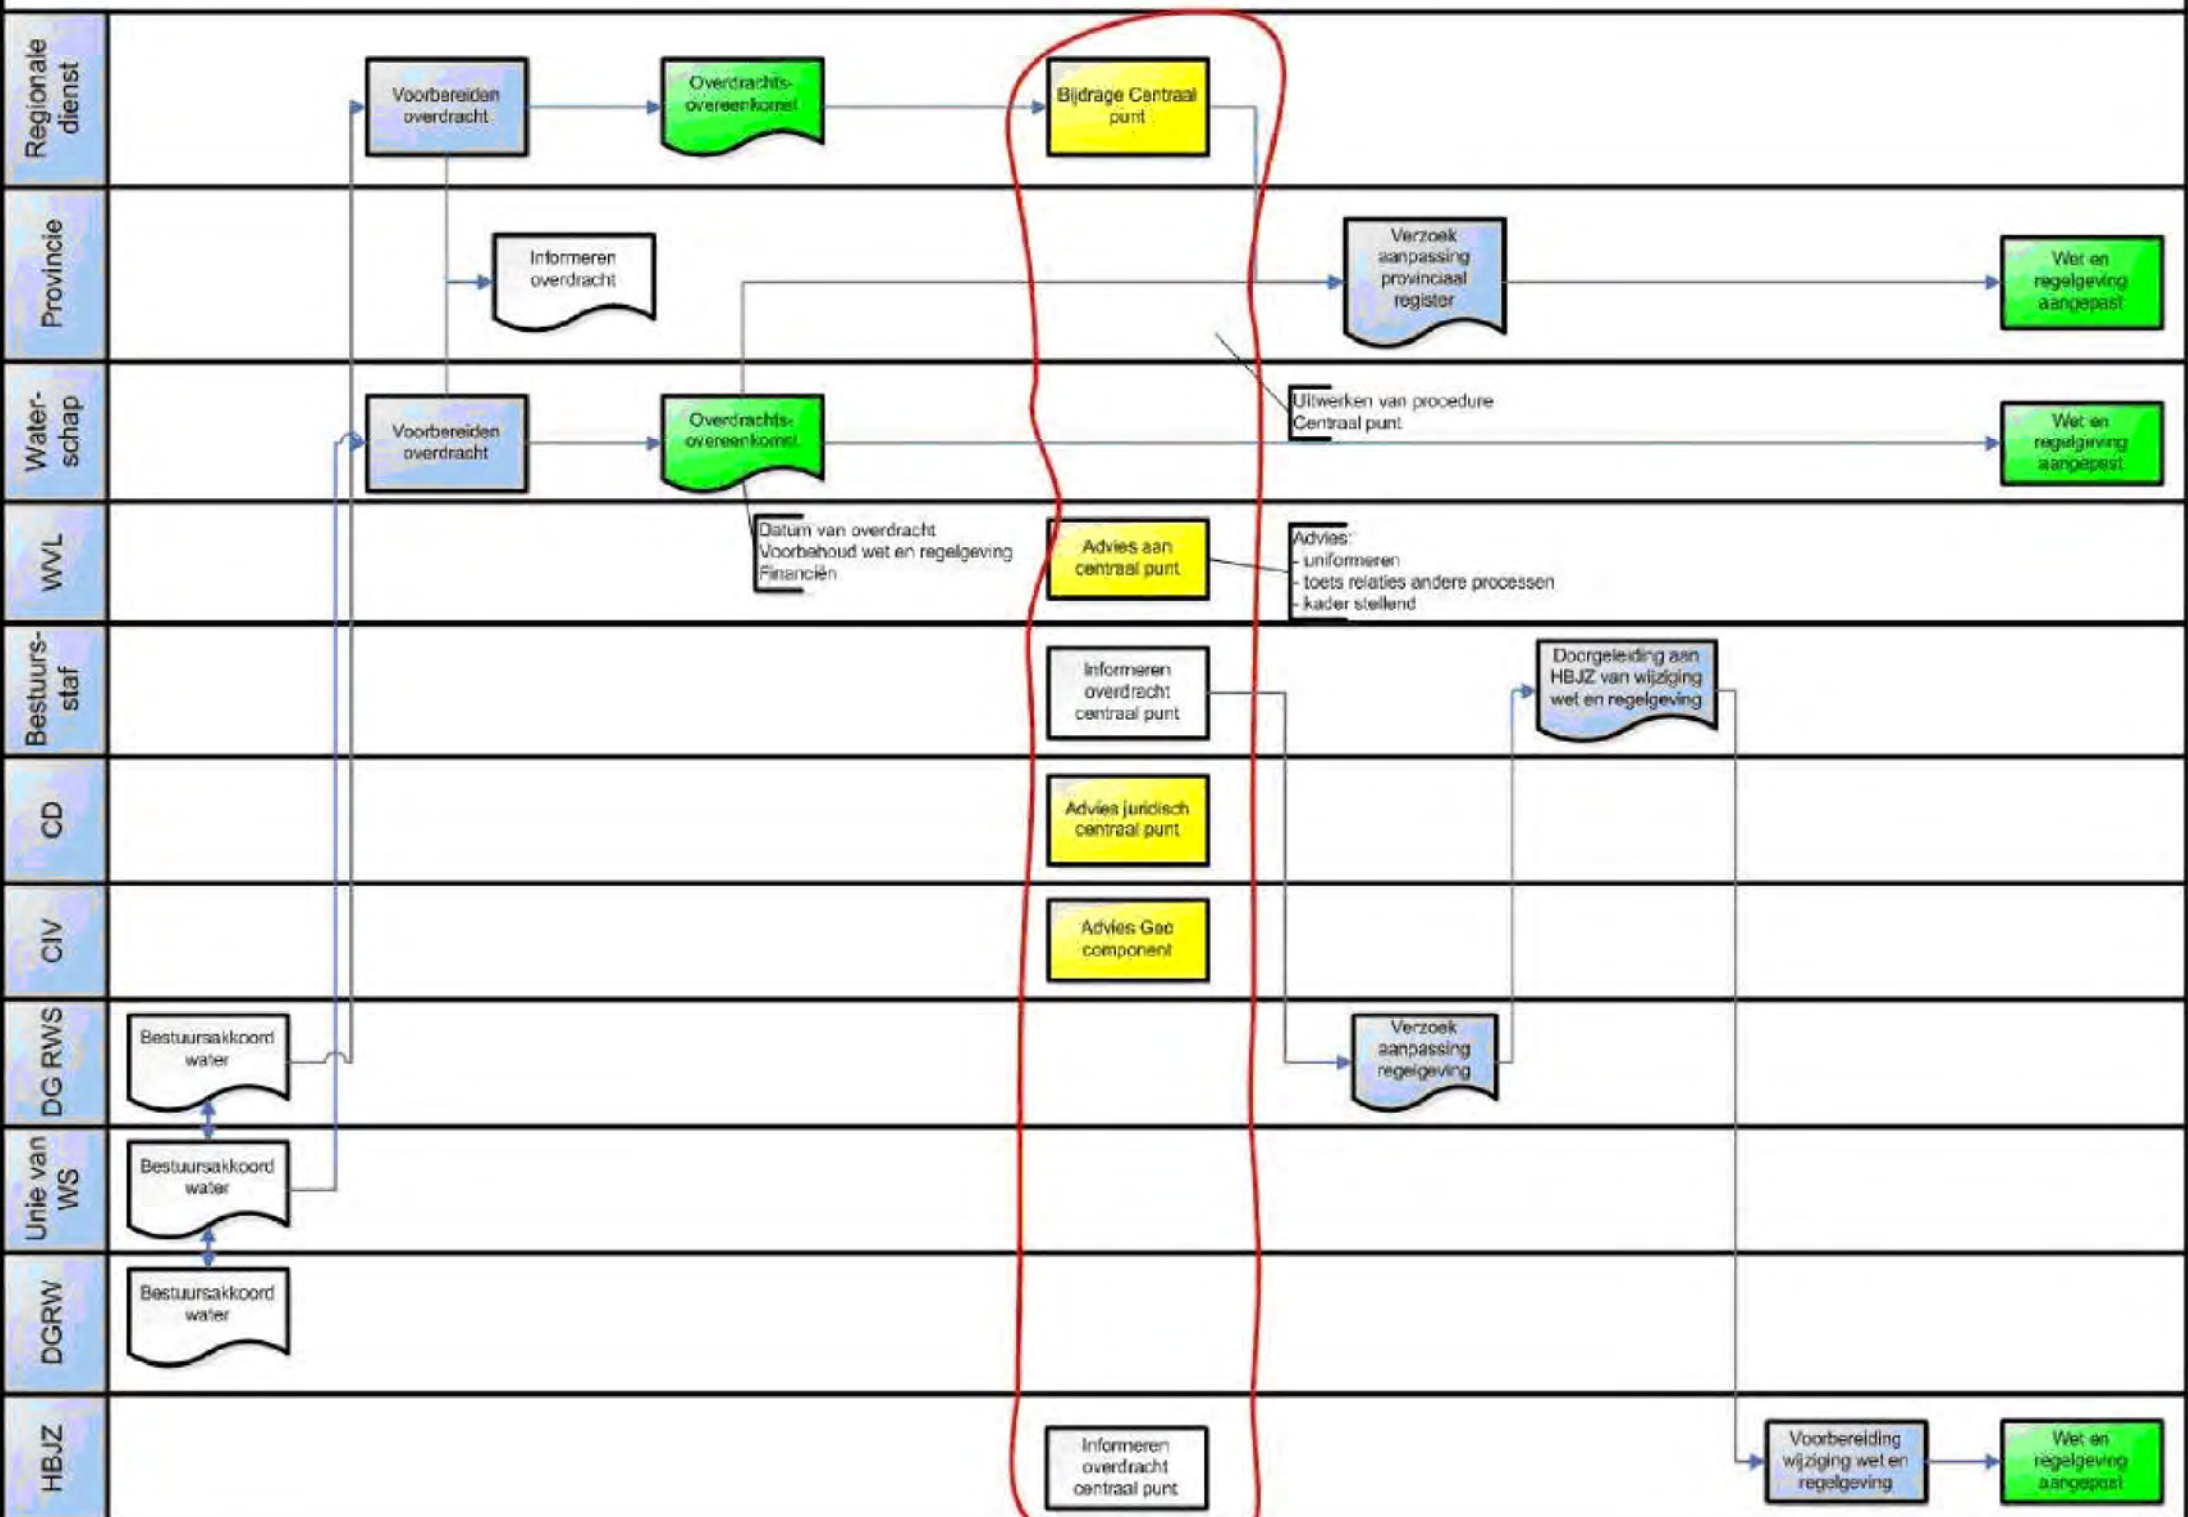 Regionale
dienst
Voorbereiden
overdracht
Overdrachts-
overeenkomst
Bijdrage Centraal
punt
Provincie
Informeren
overdracht
Verzoek
aanpassing
provinciaal
register
Wet en
regelgeving
aangepast
Water-
schap
Voorbereiden
overdracht
Overdrachts-
overeenkomst
Uitwerken van procedure
Centraal punt
Wet en
regelgeving
aangepast
WVL
Datum van overdracht
Voorbehoud wet en regelgeving
Financiën
Advies aan
centraal punt
Advies:
- uniformeren
- toets relaties andere processen
- kader stellend
Bestuurs-
staf
Informeren
overdracht
centraal punt
Doorgeleiding aan
HBJZ van wijziging
wet en regelgeving
CD
Advies juridisch
centraal punt
CIV
Advies Geo
component
DG RWS
Bestuursakkoord
water
Verzoek
aanpassing
regelgeving
Unie van
WS
Bestuursakkoord
water
DGRW
Bestuursakkoord
water
HBJZ
Informeren
overdracht
centraal punt
Voorbereiding
wijziging wet en
regelgeving
Wet en
regelgeving
aangepast